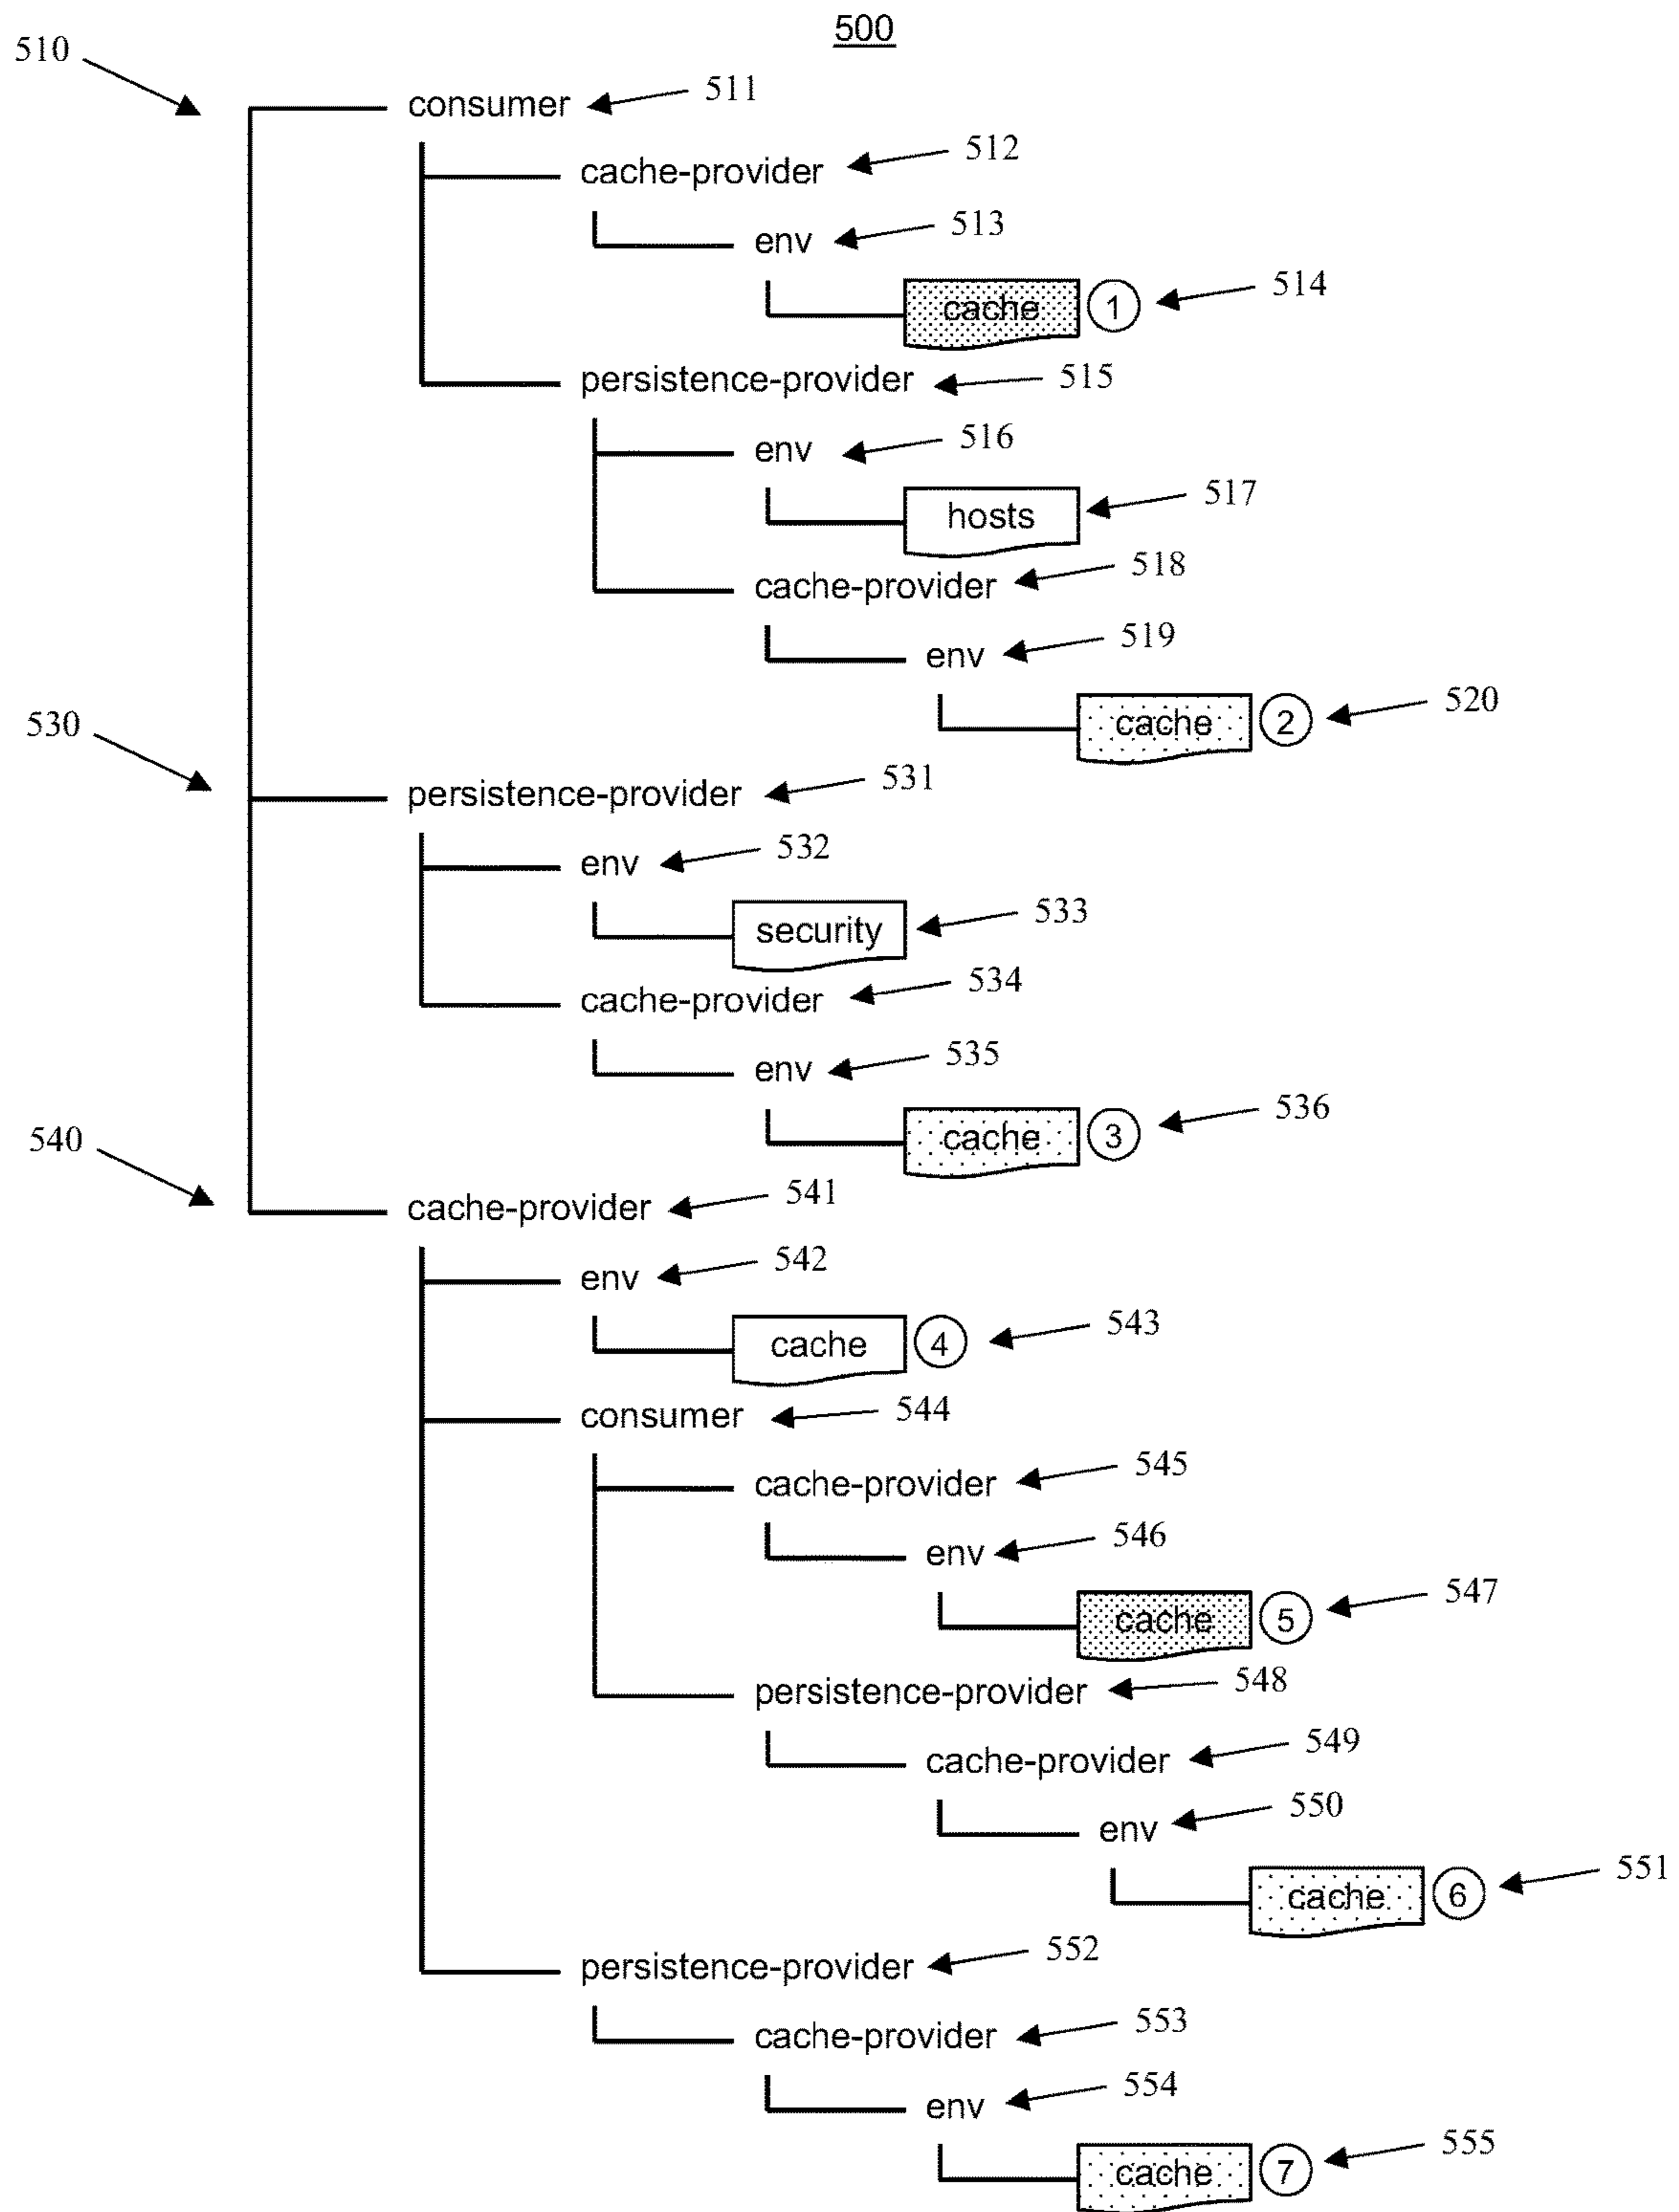 500
510
consumer 511
cache-provider 512
env 513
cache 1 514
persistence-provider 515
env 516
hosts 517
cache-provider 518
env 519
cache 2 520
530
persistence-provider 531
env 532
security 533
cache-provider 534
env 535
cache 3 536
540
cache-provider 541
env 542
cache 4 543
consumer 544
cache-provider 545
env 546
cache 5 547
persistence-provider 548
cache-provider 549
env 550
cache 6 551
persistence-provider 552
cache-provider 553
env 554
cache 7 555